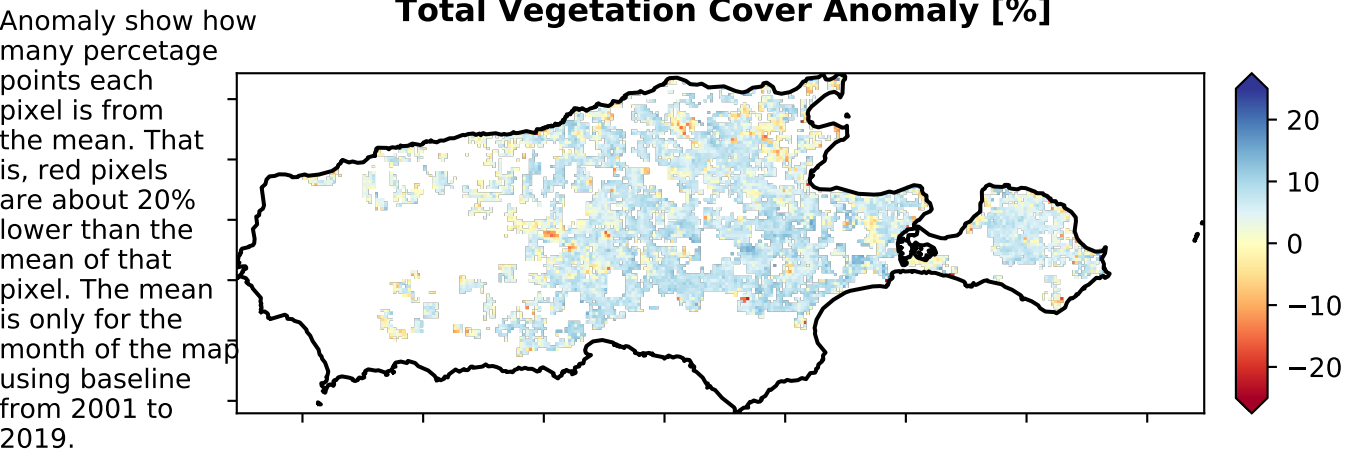 Total Vegetation Cover Anomaly [%]
Anomaly show how
many percetage
points each
pixel is from
the mean. That
is, red pixels
are about 20%
lower than the
mean of that
pixel. The mean
is only for the
month of the map
using baseline
from 2001 to
2019.
20
10
0
−10
−20